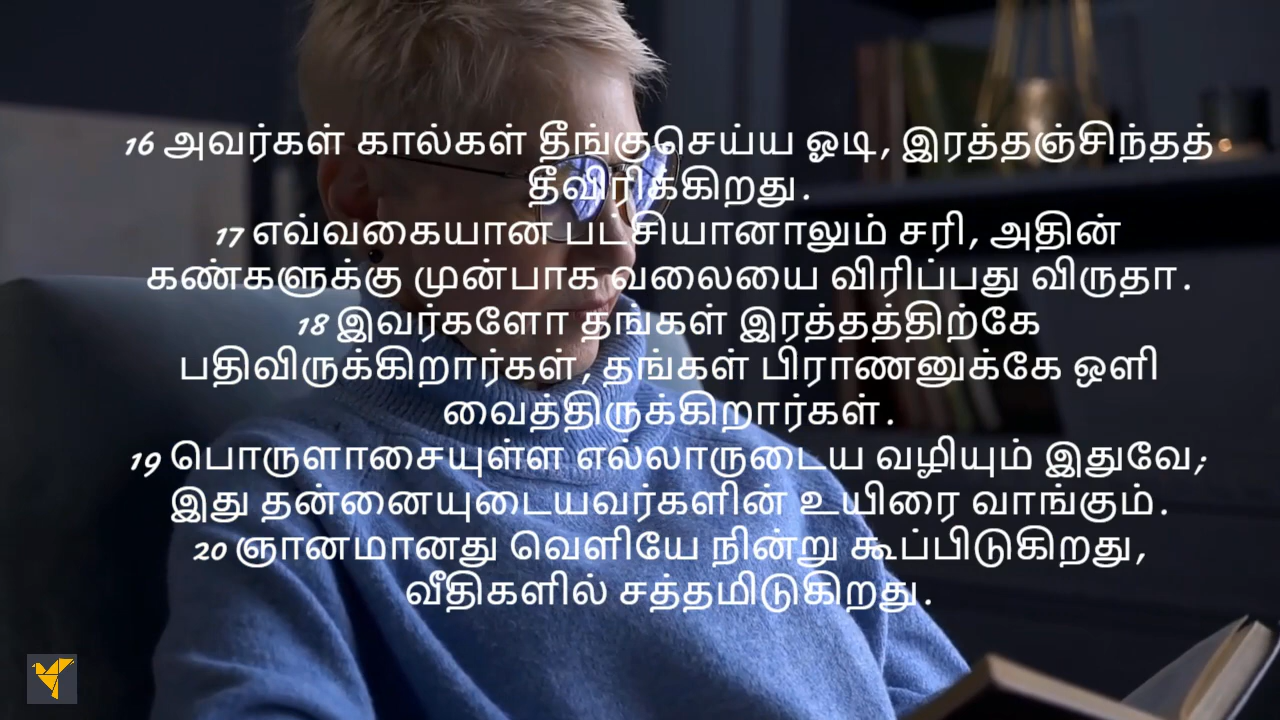 16 அவர்கள் கால்கள் தீங்குசெய்ய ஓடி, இரத்தஞ்சிந்தத்
தீவிரிக்கிறது.
17 எவ்வகையான பட்சியானாலும் சரி, அதின்
கண்களுக்கு முன்பாக வலையை விரிப்பது விருதா.
18 இவர்களோ தங்கள் இரத்தத்திற்கே
பதிவிருக்கிறார்கள், தங்கள் பிராணனுக்கே ஒளி
வைத்திருக்கிறார்கள்.
19 பொருளாசையுள்ள எல்லாருடைய வழியும் இதுவே;
இது தன்னையுடையவர்களின் உயிரை வாங்கும்.
20 ஞானமானது வெளியே நின்று கூப்பிடுகிறது,
வீதிகளில் சத்தமிடுகிறது.